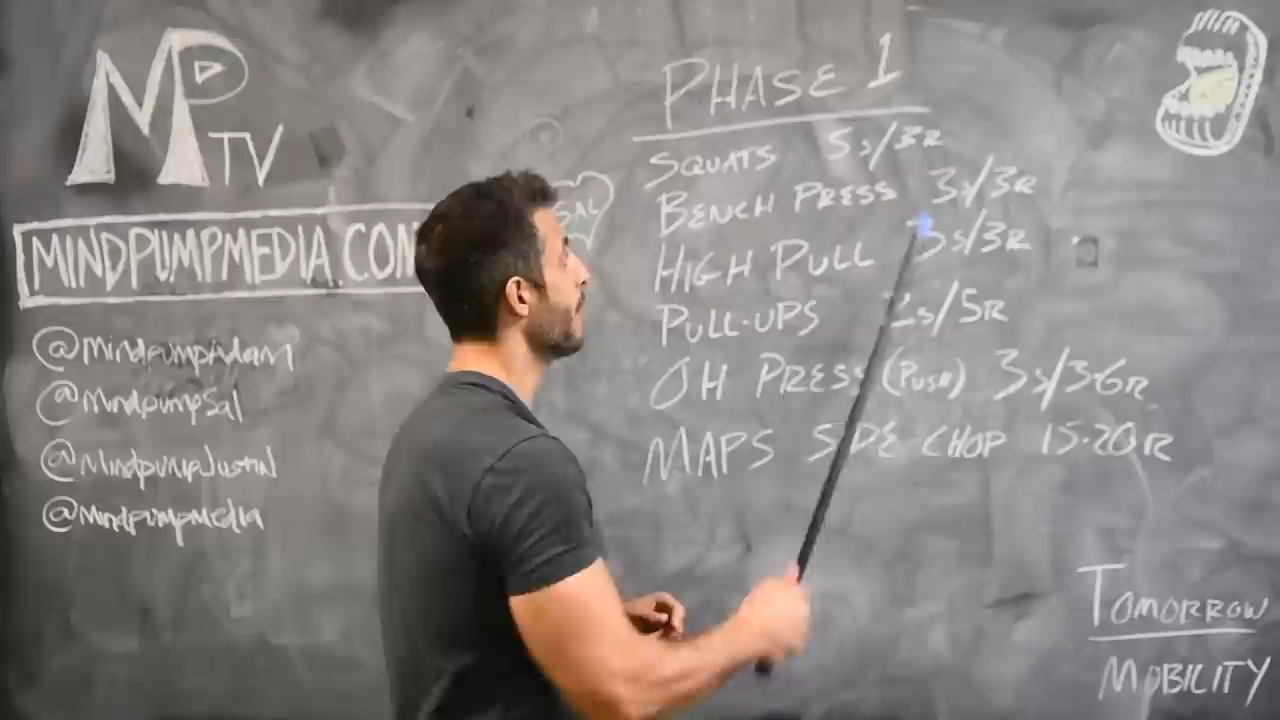 MP
TV
MINDPUMPMEDIA.COM
@MindpumpAdam
@MindpumpSal
@MindpumpJustin
@MindpumpMedia
SAL
PHASE 1
SQUATS 5s/3R
BENCH PRESS 3s/3R
HIGH PULL 3s/3R
PULL-UPS 2s/5R
OH PRESS (PUSH) 3s/3-6R
MAPS SIDE CHOP 15-20R
TOMORROW
MOBILITY